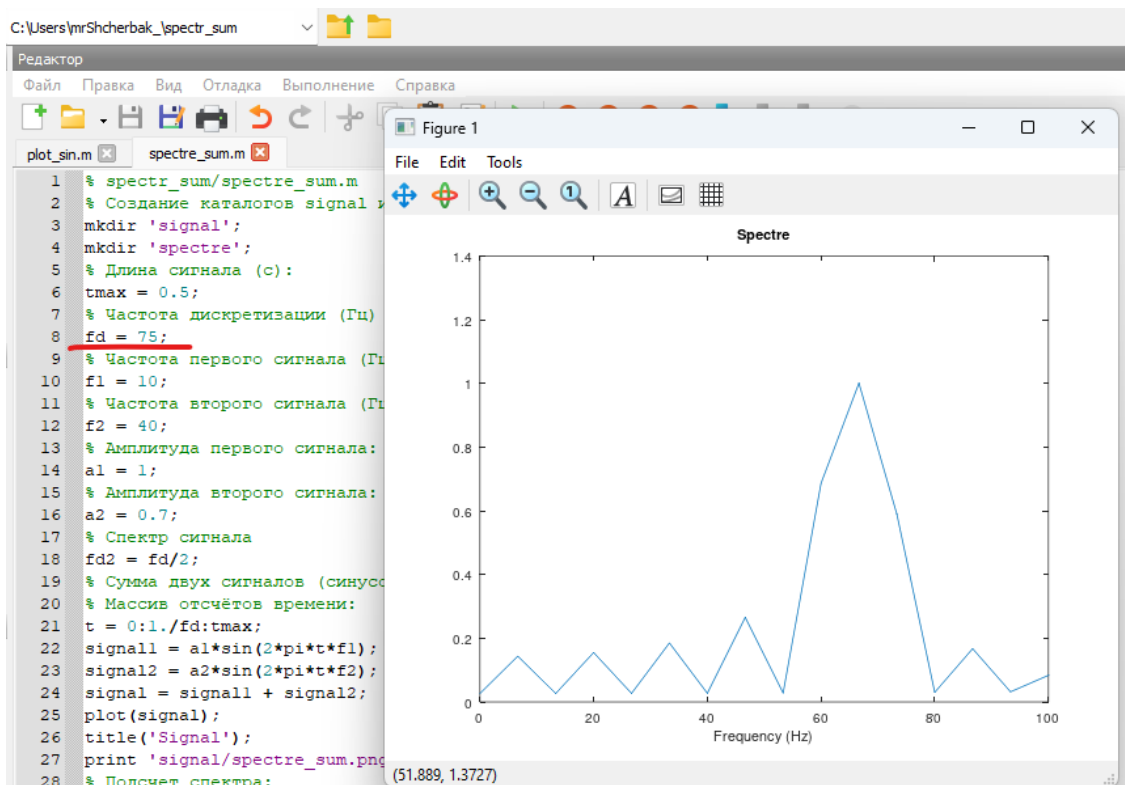 C:\Users\mrShcherbak_\spectr_sum
Редактор
Файл Правка Вид Отладка Выполнение Справка
plot_sin.m spectre_sum.m
1 % spectr_sum/spectre_sum.m
2 % Создание каталогов signal и
3 mkdir 'signal';
4 mkdir 'spectre';
5 % Длина сигнала (с):
6 tmax = 0.5;
7 % Частота дискретизации (Гц)
8 fd = 75;
9 % Частота первого сигнала (Гц
10 f1 = 10;
11 % Частота второго сигнала (Гц
12 f2 = 40;
13 % Амплитуда первого сигнала:
14 a1 = 1;
15 % Амплитуда второго сигнала:
16 a2 = 0.7;
17 % Спектр сигнала
18 fd2 = fd/2;
19 % Сумма двух сигналов (синусо
20 % Массив отсчётов времени:
21 t = 0:1./fd:tmax;
22 signal1 = a1*sin(2*pi*t*f1);
23 signal2 = a2*sin(2*pi*t*f2);
24 signal = signal1 + signal2;
25 plot(signal);
26 title('Signal');
27 print 'signal/spectre_sum.png
28 % Подсчет спектра:
Figure 1
File Edit Tools
A
Spectre
1.4
1.2
1
0.8
0.6
0.4
0.2
0
0 20 40 60 80 100
Frequency (Hz)
(51.889, 1.3727)